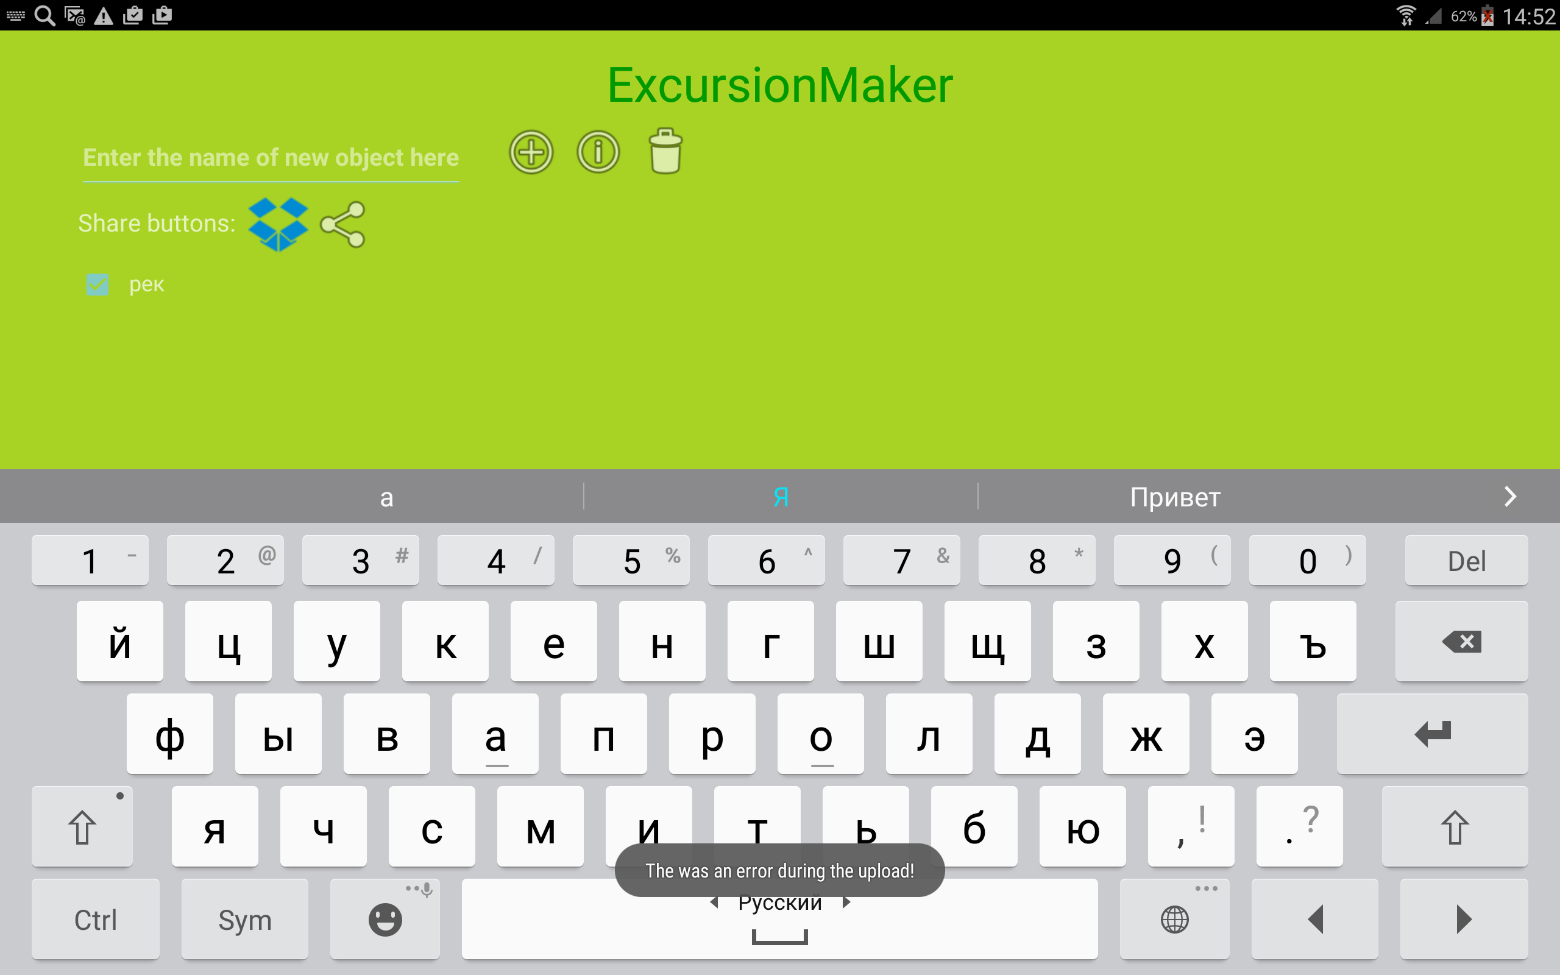 62% 14:52
ExcursionMaker
Enter the name of new object here
Share buttons:
рек
а Я Привет
1 - 2 @ 3 # 4 / 5 % 6 ^ 7 & 8 * 9 ( 0 ) Del
й ц у к е н г ш щ з х ъ
ф ы в а п р о л д ж э
я ч с м и т ь б ю , ! . ?
The was an error during the upload!
Ctrl Sym Русский